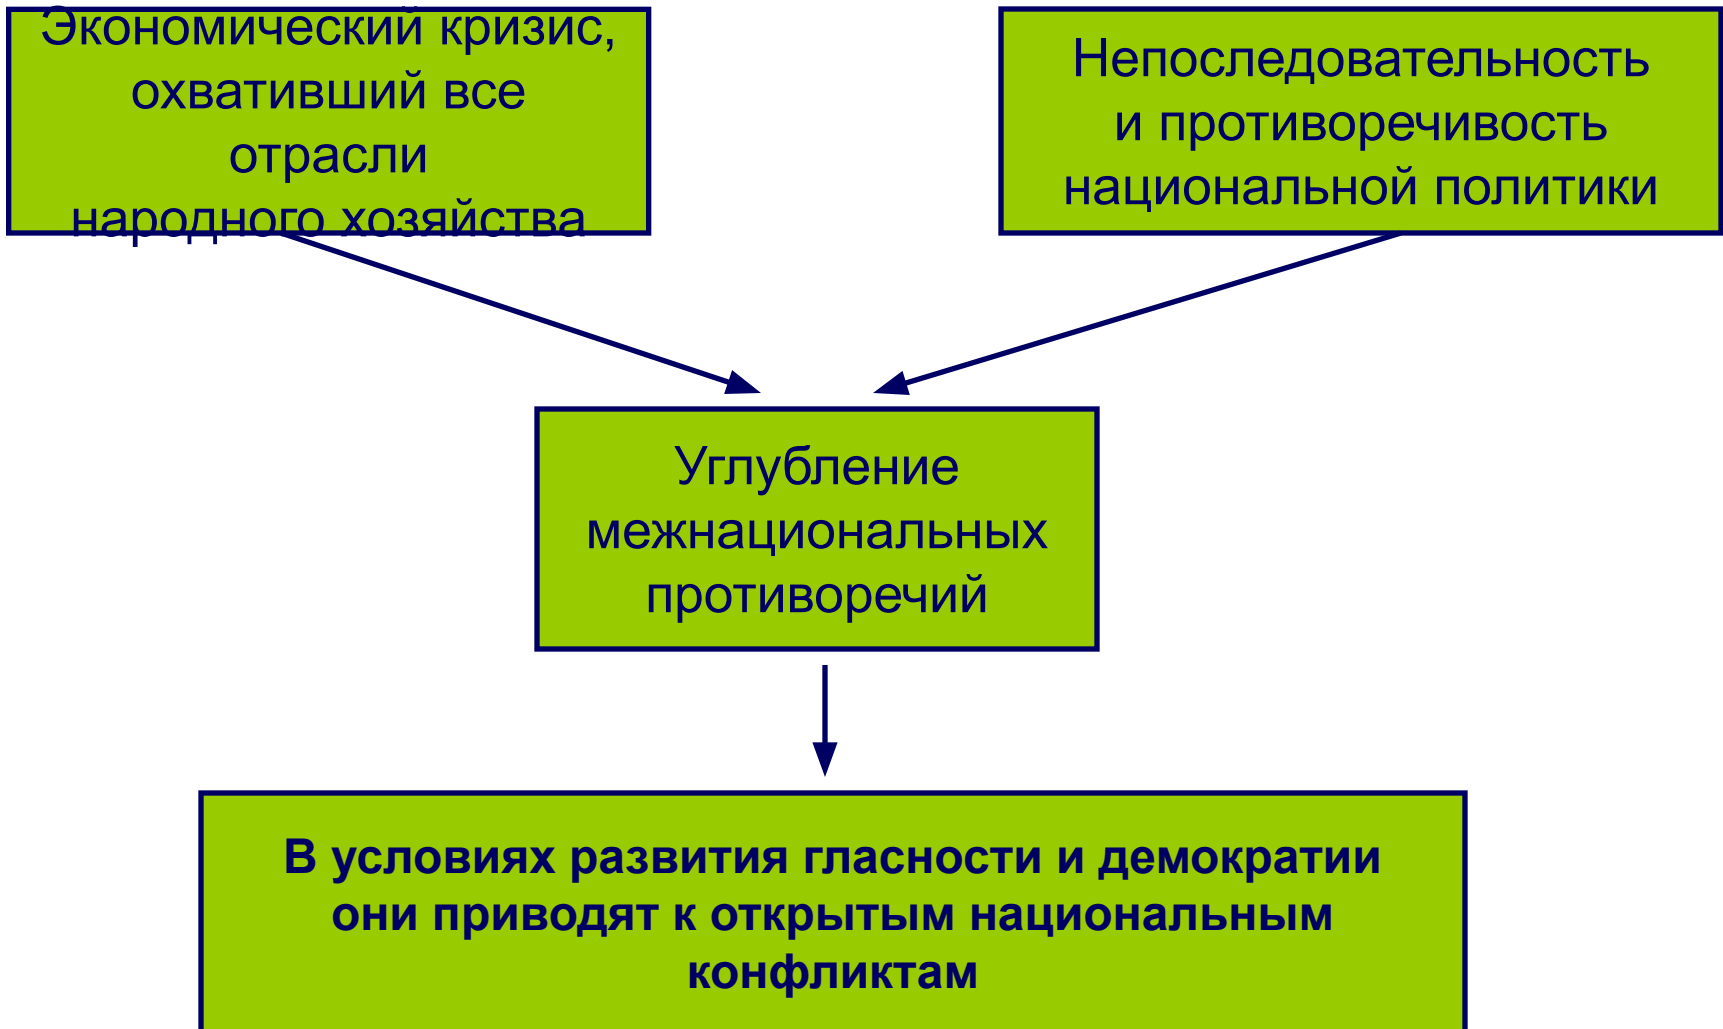 Экономический кризис,
охвативший все
отрасли
народного хозяйства
Непоследовательность
и противоречивость
национальной политики
Углубление
межнациональных
противоречий
В условиях развития гласности и демократии
они приводят к открытым национальным
конфликтам